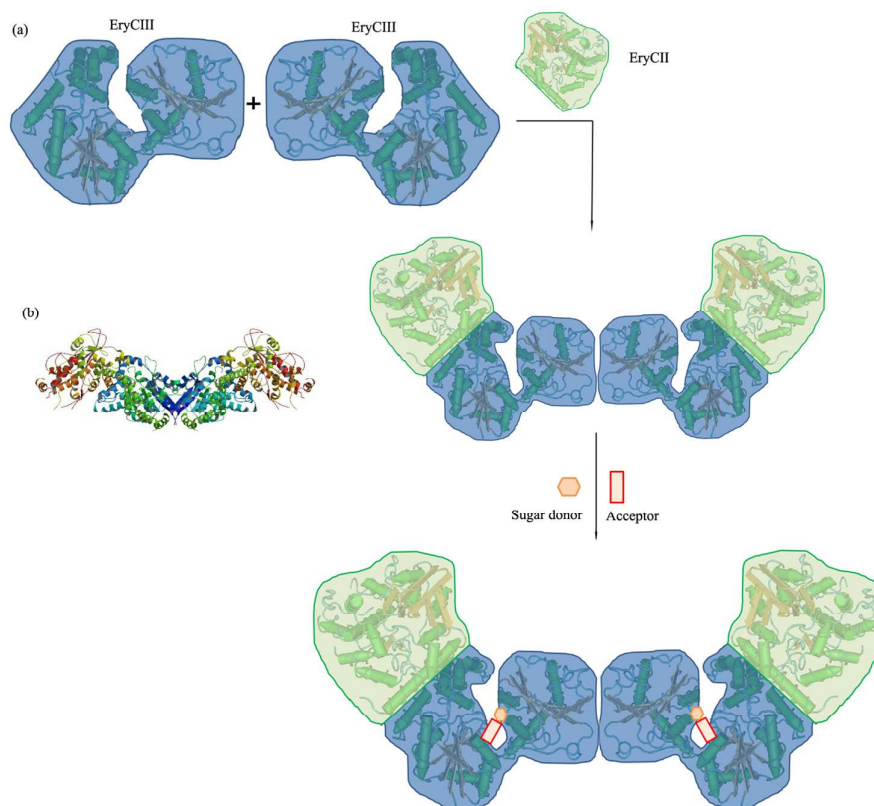 (a)
EryCIII
EryCIII
+
EryCII
(b)
Sugar donor
Acceptor